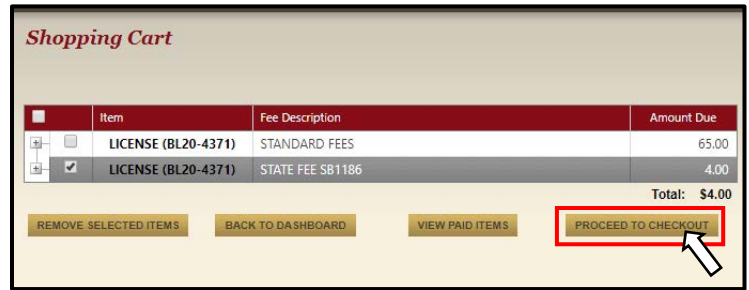 Shopping Cart
Item Fee Description Amount Due
LICENSE (BL20-4371) STANDARD FEES 65.00
LICENSE (BL20-4371) STATE FEE SB1186 4.00
Total: $4.00
REMOVE SELECTED ITEMS BACK TO DASHBOARD VIEW PAID ITEMS PROCEED TO CHECKOUT